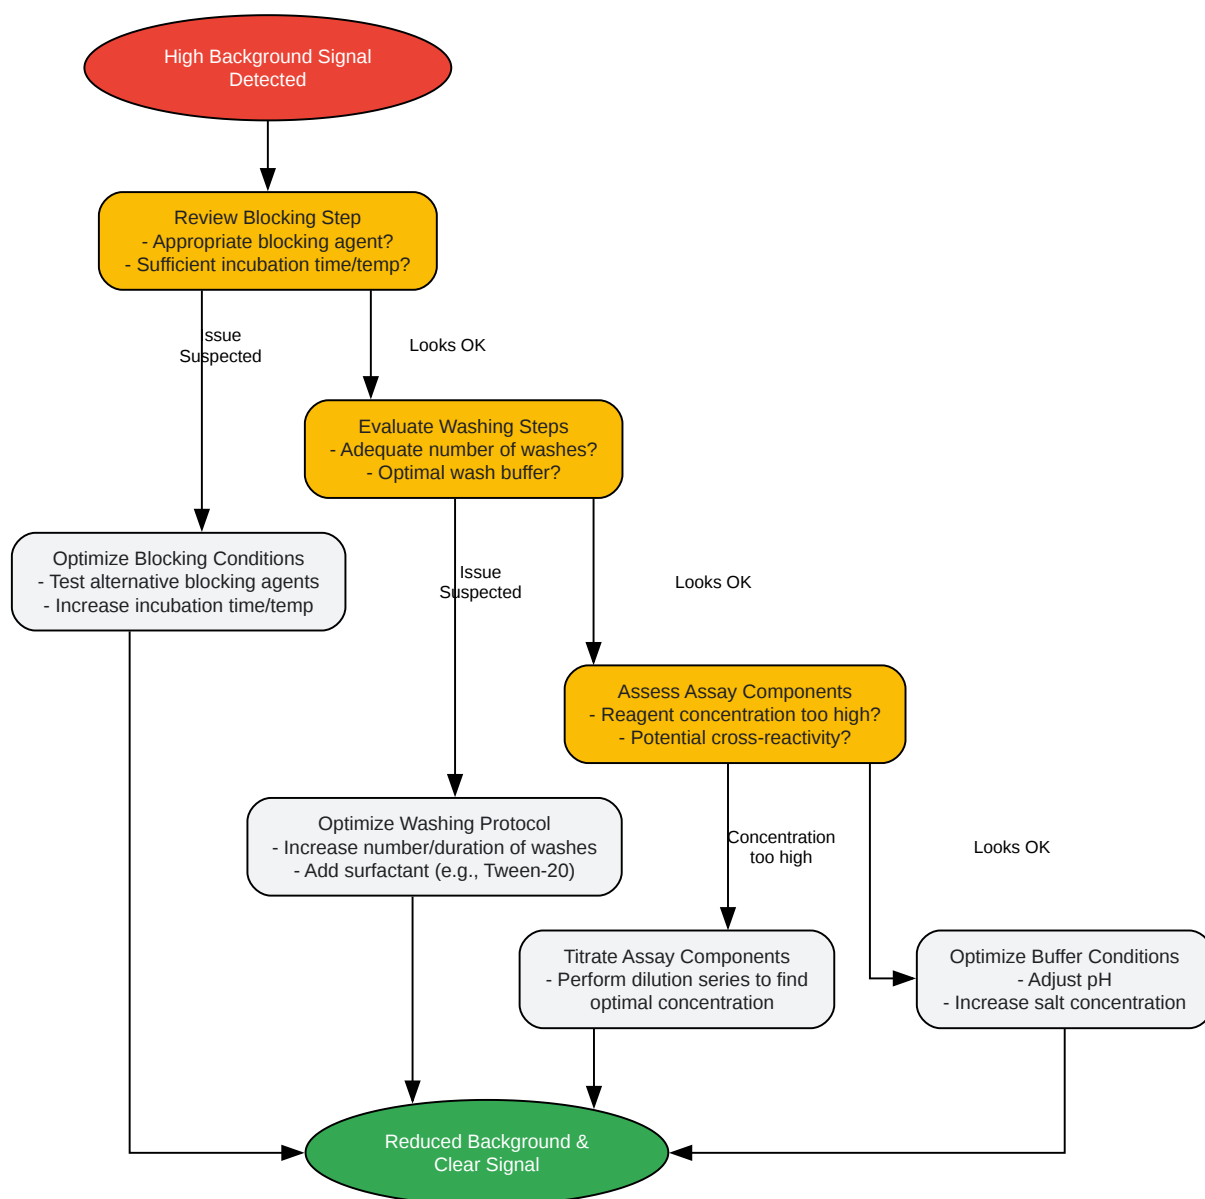 High Background Signal
Detected
Review Blocking Step
- Appropriate blocking agent?
- Sufficient incubation time/temp?
Issue
Suspected
Looks OK
Evaluate Washing Steps
- Adequate number of washes?
- Optimal wash buffer?
Optimize Blocking Conditions
- Test alternative blocking agents
- Increase incubation time/temp
Issue
Suspected
Looks OK
Assess Assay Components
- Reagent concentration too high?
- Potential cross-reactivity?
Optimize Washing Protocol
- Increase number/duration of washes
- Add surfactant (e.g., Tween-20)
Concentration
too high
Looks OK
Titrate Assay Components
- Perform dilution series to find
optimal concentration
Optimize Buffer Conditions
- Adjust pH
- Increase salt concentration
Reduced Background &
Clear Signal